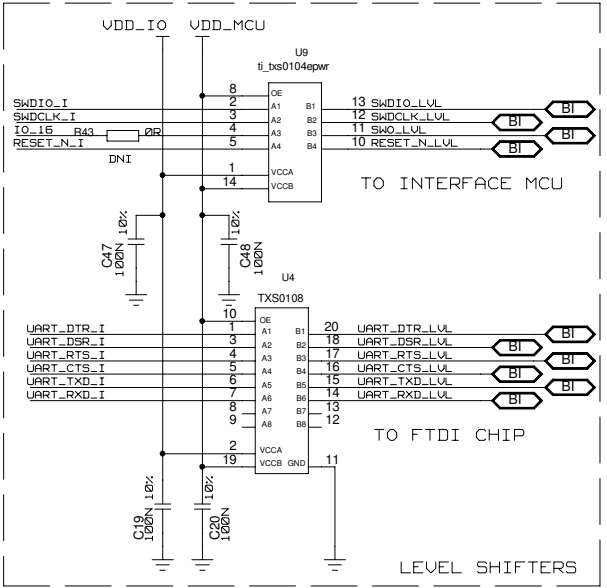 VDD_IO VDD_MCU
U9
ti_txs0104epwr
8 OE
SWDIO_I 2 A1 B1 13 SWDIO_LVL BI
SWDCLK_I 3 A2 B2 12 SWDCLK_LVL BI
IO_16 R43 0R 4 A3 B3 11 SWO_LVL BI
RESET_N_I 5 A4 B4 10 RESET_N_LVL BI
DNI
1 VCCA
14 VCCB
TO INTERFACE MCU
C47 100N 10%
C48 100N 10%
U4
TXS0108
10 OE
UART_DTR_I 1 A1 B1 20 UART_DTR_LVL BI
UART_DSR_I 3 A2 B2 18 UART_DSR_LVL BI
UART_RTS_I 4 A3 B3 17 UART_RTS_LVL BI
UART_CTS_I 5 A4 B4 16 UART_CTS_LVL BI
UART_TXD_I 6 A5 B5 15 UART_TXD_LVL BI
UART_RXD_I 7 A6 B6 14 UART_RXD_LVL BI
8 A7 B7 13
9 A8 B8 12
TO FTDI CHIP
2 VCCA
19 VCCB GND 11
C19 100N 10%
C20 100N 10%
LEVEL SHIFTERS